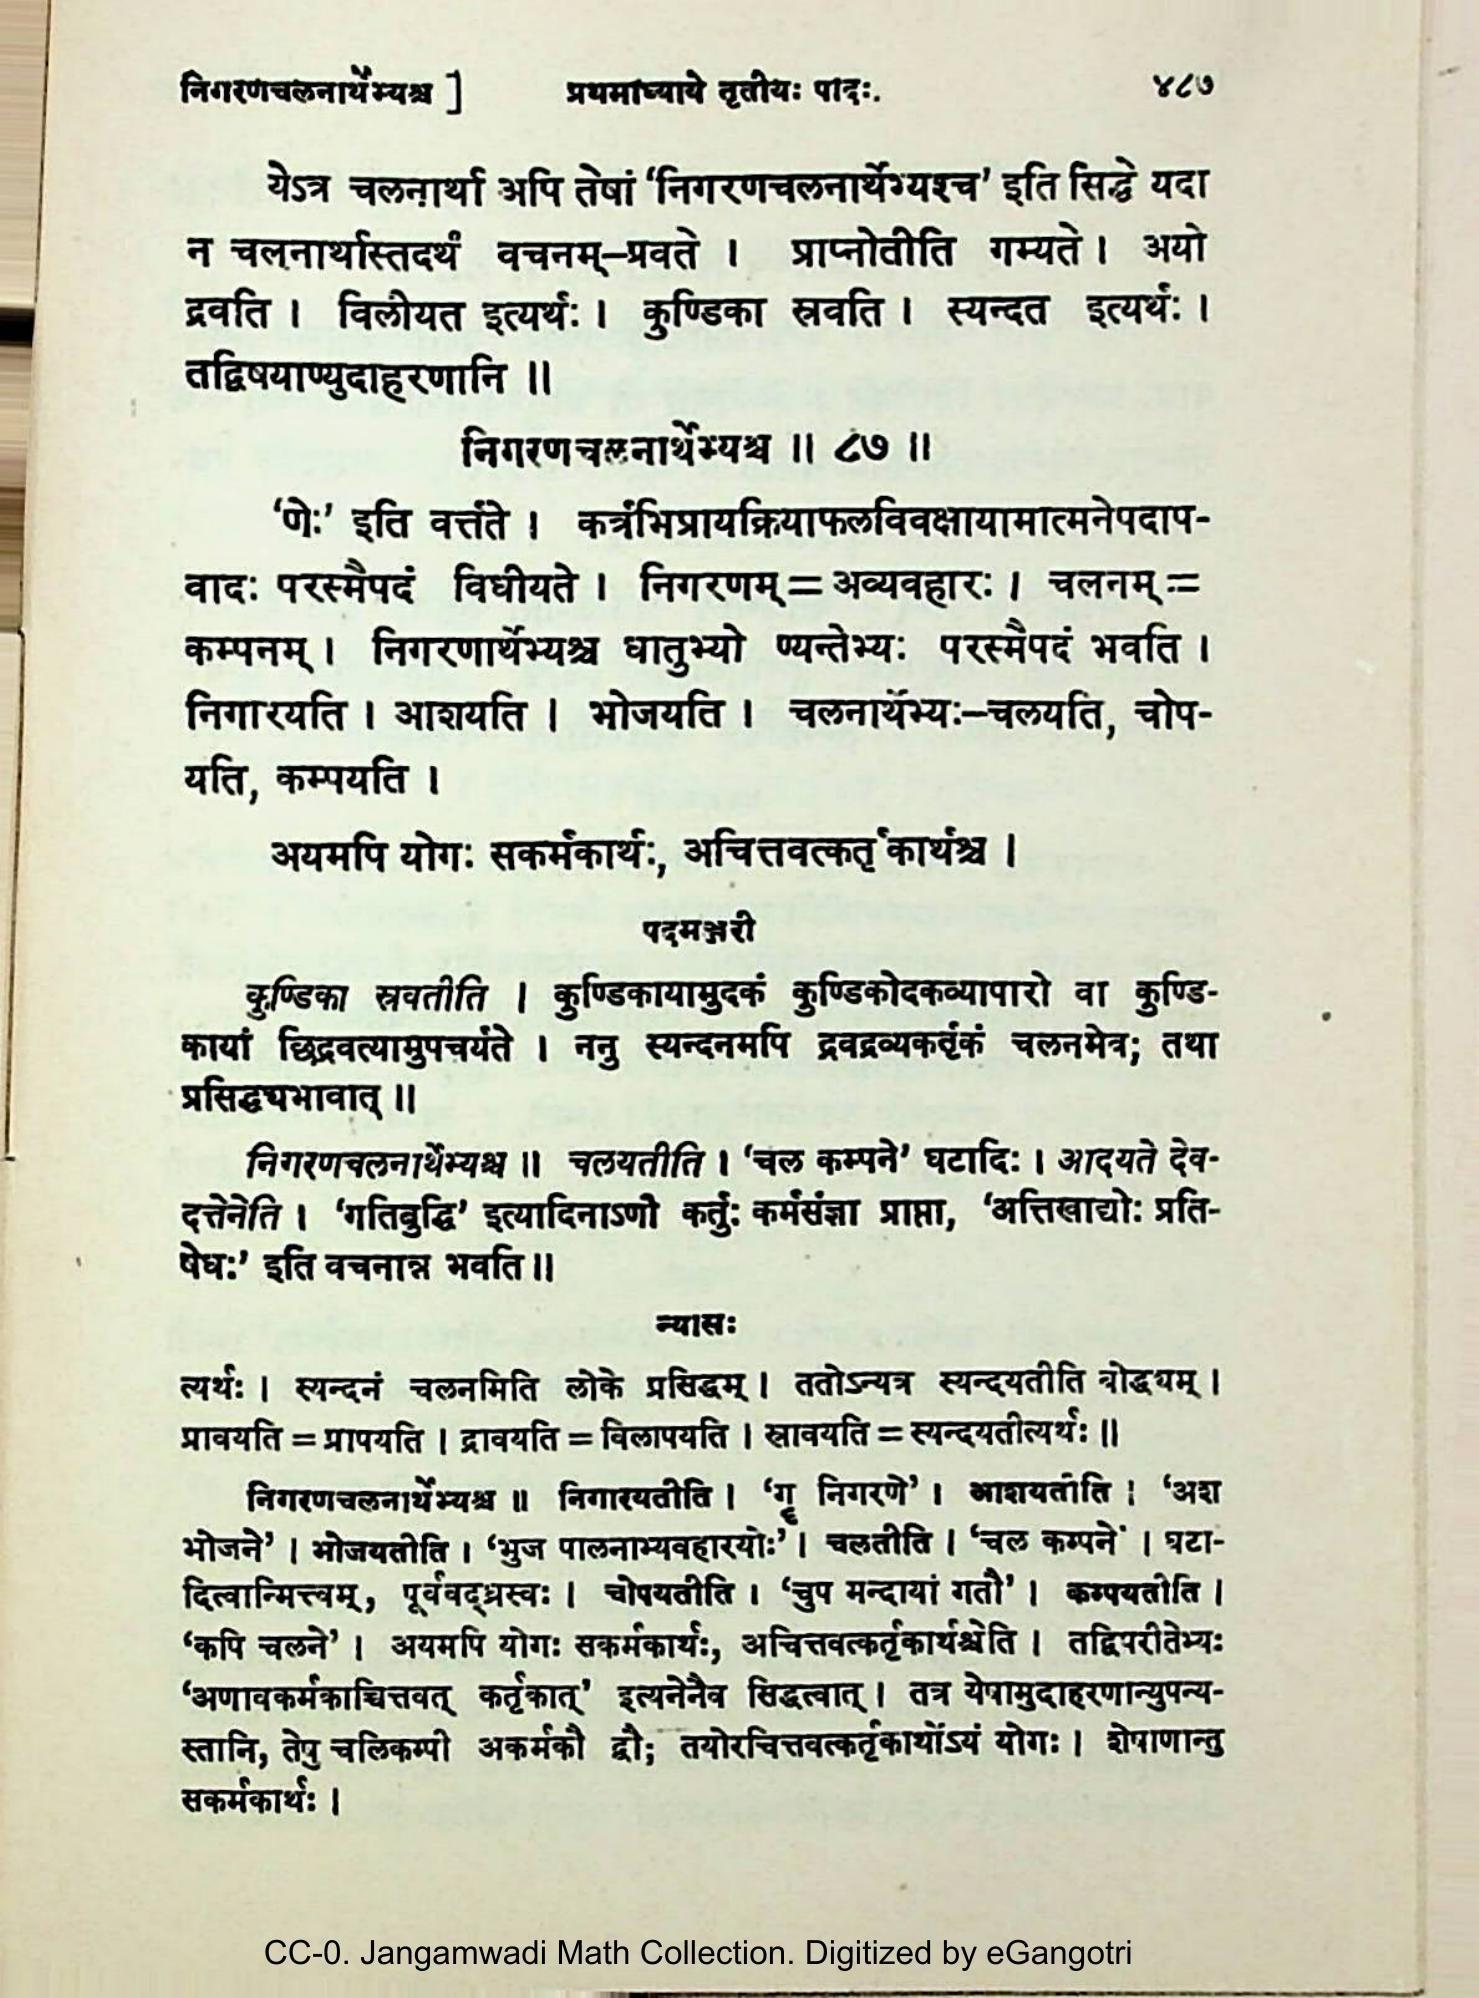 निगरणचलनार्थेभ्यश्च ] प्रथमाध्याये तृतीयः पादः. ४८७
येऽत्र चलनार्था अपि तेषां ‘निगरणचलनार्थेभ्यश्च’ इति सिद्धे यदा
न चलनार्थास्तदर्थं वचनम्–प्रवते । प्राप्नोतीति गम्यते । अयो
द्रवति । विलीयत इत्यर्थः । कुण्डिका स्रवति । स्यन्दत इत्यर्थः ।
तद्विषयाण्युदाहरणानि ॥
निगरणचलनार्थेभ्यश्च ॥ ८७ ॥
‘णेः’ इति वर्त्तते । कर्त्रभिप्रायक्रियाफलविवक्षायामात्मनेपदाप-
वादः परस्मैपदं विधीयते । निगरणम् = अव्यवहारः । चलनम् =
कम्पनम् । निगरणार्थेभ्यश्च धातुभ्यो ण्यन्तेभ्यः परस्मैपदं भवति ।
निगारयति । आशयति । भोजयति । चलनार्थेभ्यः–चलयति, चोप-
यति, कम्पयति ।
अयमपि योगः सकर्मकार्थः, अचित्तवत्कर्तृकार्थश्च ।
पदमञ्जरी
कुण्डिका स्रवतीति । कुण्डिकायामुदकं कुण्डिकोदकव्यापारो वा कुण्डि-
कायां छिद्रवत्यामुपचर्यते । ननु स्यन्दनमपि द्रवद्रव्यकर्तृकं चलनमेव; तथा
प्रसिद्धयभावात् ॥
निगरणचलनार्थेभ्यश्च ॥ चलयतीति । ‘चल कम्पने’ घटादिः । आदयते देव-
दत्तेनेति । ‘गतिबुद्धि’ इत्यादिनाऽणौ कर्तुः कर्मसंज्ञा प्राप्ता, ‘अत्तिखाद्योः प्रति-
षेधः’ इति वचनान्न भवति ॥
न्यासः
त्यर्थः । स्यन्दनं चलनमिति लोके प्रसिद्धम् । ततोऽन्यत्र स्यन्दयतीति बोद्धयम् ।
प्रावयति = प्रापयति । द्रावयति = विलापयति । स्रावयति = स्यन्दयतीत्यर्थः ॥
निगरणचलनार्थेभ्यश्च ॥ निगारयतीति । ‘गॄ निगरणे’ । आशयतीति । ‘अश
भोजने’ । भोजयतीति । ‘भुज पालनाभ्यवहारयोः’ । चलतीति । ‘चल कम्पने’ । घटा-
दित्वान्मित्त्वम्, पूर्ववद्ध्रस्वः । चोपयतीति । ‘चुप मन्दायां गतौ’ । कम्पयतीति ।
‘कपि चलने’ । अयमपि योगः सकर्मकार्थः, अचित्तवत्कर्तृकार्थश्चेति । तद्विपरीतेभ्यः
‘अणावकर्मकाच्चित्तवत् कर्तृकात्’ इत्यनेनैव सिद्धत्वात् । तत्र येषामुदाहरणान्युपन्य-
स्तानि, तेषु चलिकम्पी अकर्मकौ द्वौ; तयोरचित्तवत्कर्तृकार्थोऽयं योगः । शेषाणान्तु
सकर्मकार्थः ।
CC-0. Jangamwadi Math Collection. Digitized by eGangotri